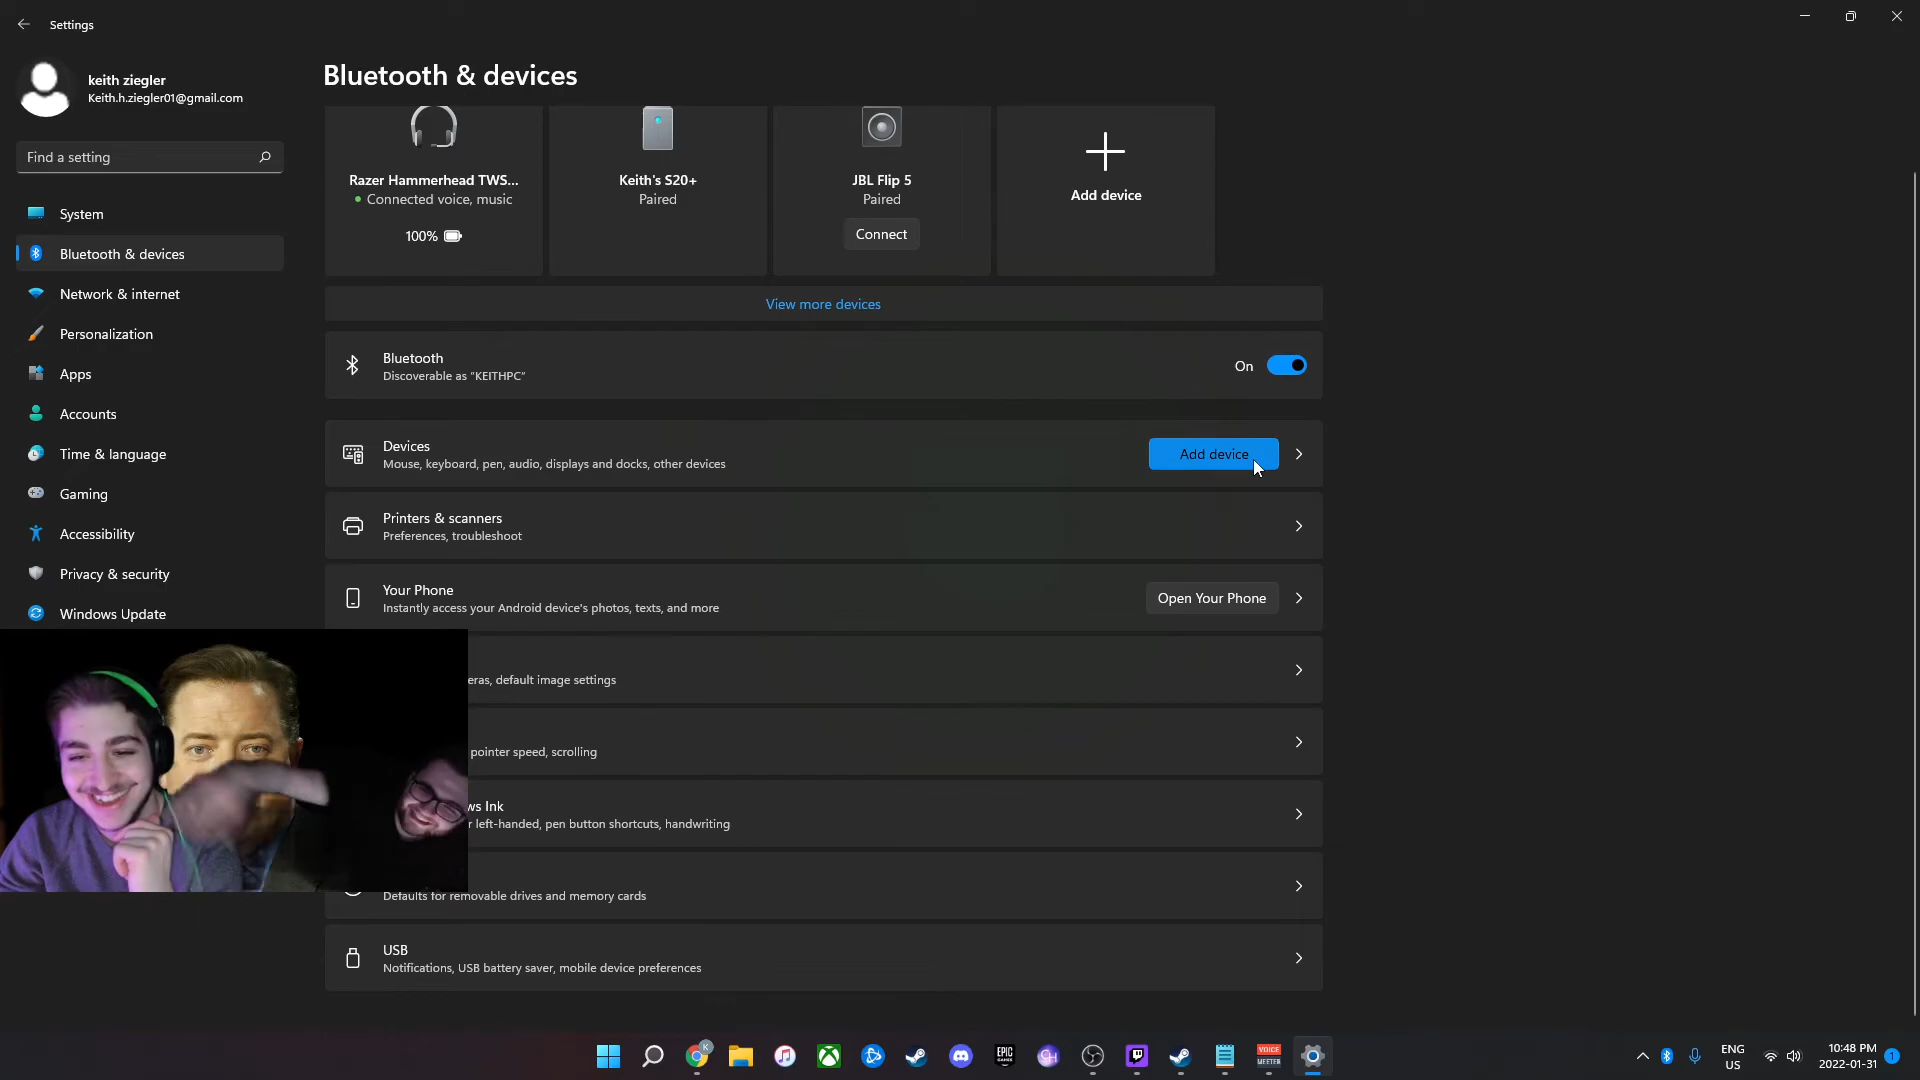 Settings
keith ziegler
Keith.h.ziegler01@gmail.com
Find a setting
System
Bluetooth & devices
Network & internet
Personalization
Apps
Accounts
Time & language
Gaming
Accessibility
Privacy & security
Windows Update
Bluetooth & devices
Razer Hammerhead TWS...
Connected voice, music
100%
Keith's S20+
Paired
JBL Flip 5
Paired
Connect
Add device
View more devices
Bluetooth
Discoverable as "KEITHPC"
On
Devices
Mouse, keyboard, pen, audio, displays and docks, other devices
Add device
Printers & scanners
Preferences, troubleshoot
Your Phone
Instantly access your Android device's photos, texts, and more
Open Your Phone
eras, default image settings
pointer speed, scrolling
ws Ink
left-handed, pen button shortcuts, handwriting
Defaults for removable drives and memory cards
USB
Notifications, USB battery saver, mobile device preferences
K
EPIC
GAMES
CH
VOICE
MEETER
ENG
US
10:48 PM
2022-01-31
1